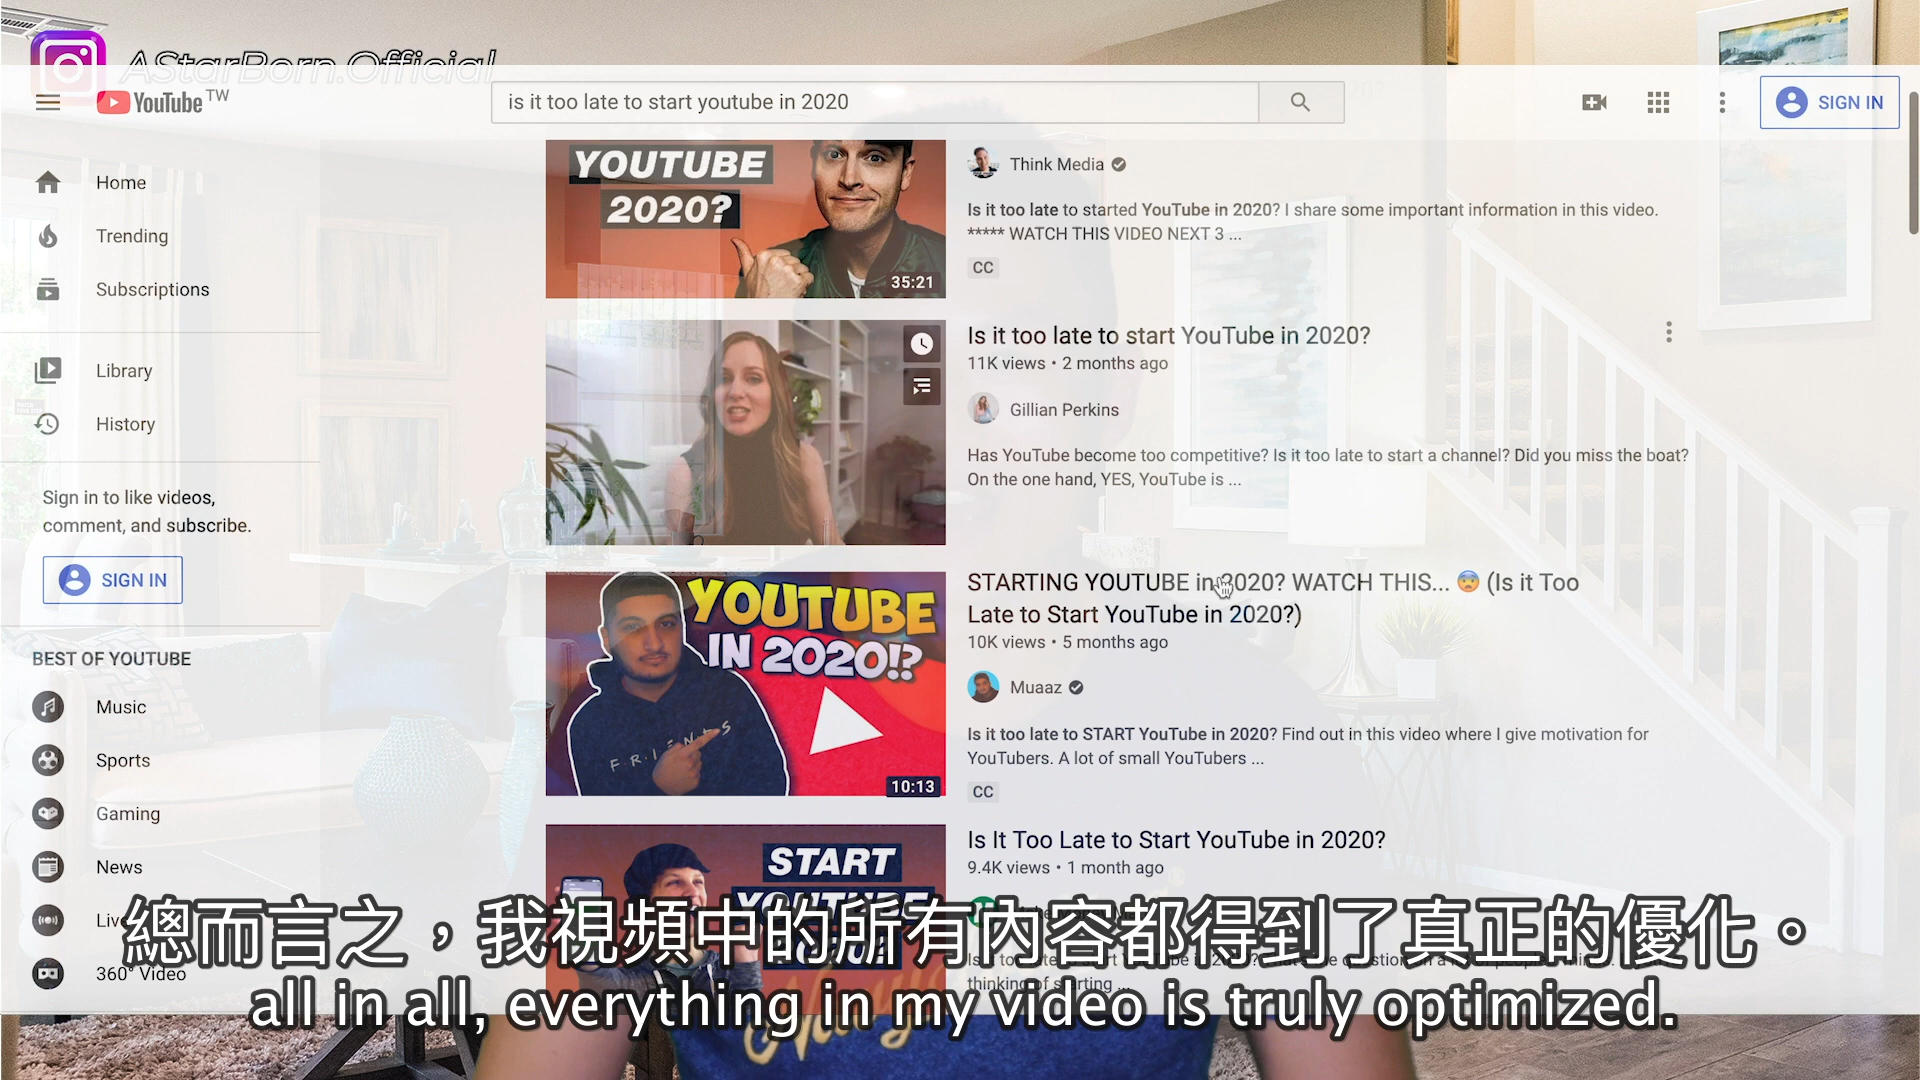 AStarBorn.Official
YouTube TW
is it too late to start youtube in 2020
SIGN IN
Home
Trending
Subscriptions
Library
History
Sign in to like videos,
comment, and subscribe.
SIGN IN
BEST OF YOUTUBE
Music
Sports
Gaming
News
Live
360° Video
YOUTUBE
2020?
35:21
Think Media
Is it too late to started YouTube in 2020? I share some important information in this video.
***** WATCH THIS VIDEO NEXT 3 ...
CC
Is it too late to start YouTube in 2020?
11K views • 2 months ago
Gillian Perkins
Has YouTube become too competitive? Is it too late to start a channel? Did you miss the boat?
On the one hand, YES, YouTube is ...
YOUTUBE
IN 2020!?
F·R·I·E·N·D·S
10:13
STARTING YOUTUBE in 2020? WATCH THIS... 😨 (Is it Too
Late to Start YouTube in 2020?)
10K views • 5 months ago
Muaaz
Is it too late to START YouTube in 2020? Find out in this video where I give motivation for
YouTubers. A lot of small YouTubers ...
CC
START
YOUTUBE
Is It Too Late to Start YouTube in 2020?
9.4K views • 1 month ago
thinking of starting ...
總而言之，我視頻中的所有內容都得到了真正的優化。
all in all, everything in my video is truly optimized.